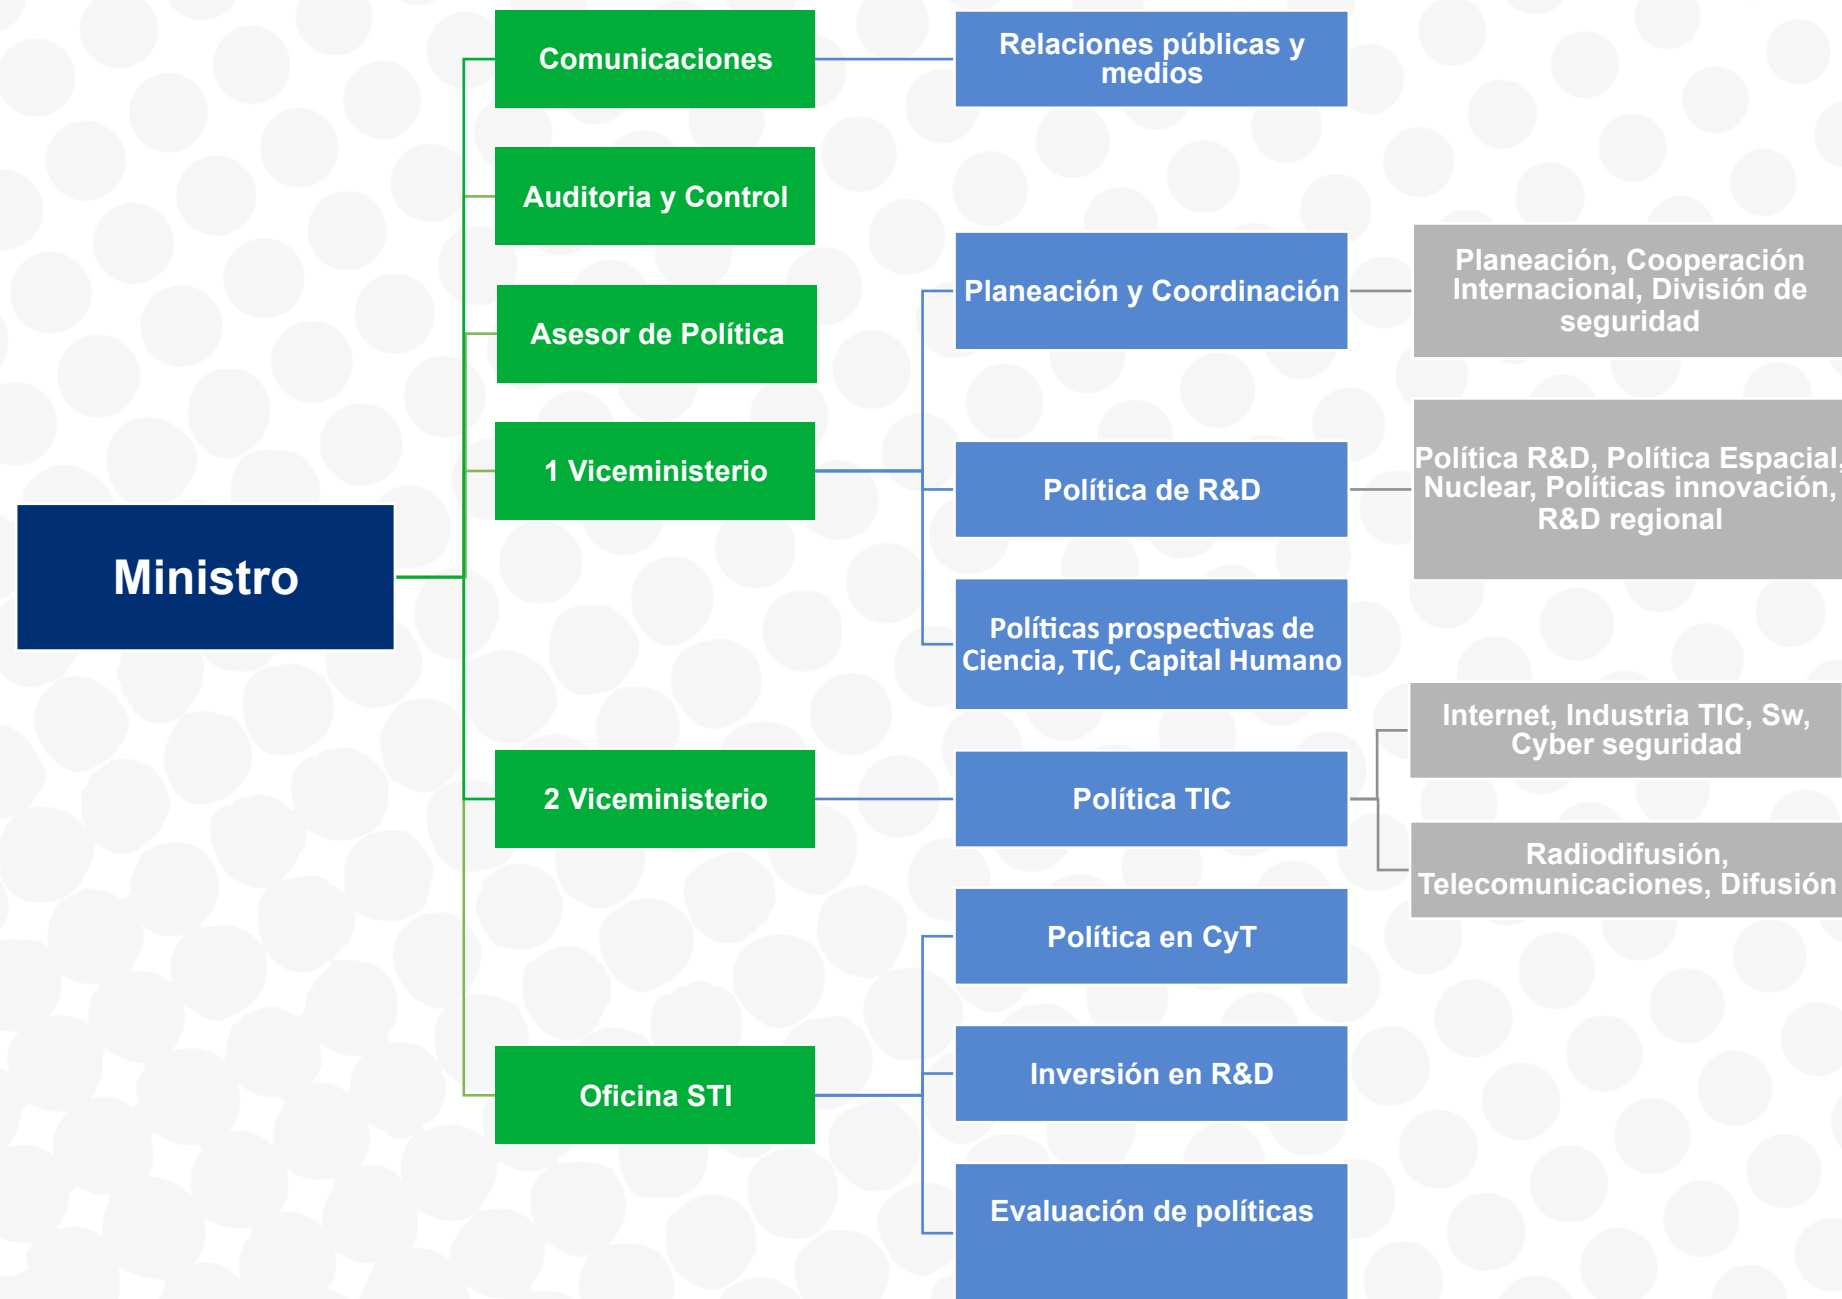 Ministro
Comunicaciones
Auditoria y Control
Asesor de Política
1 Viceministerio
2 Viceministerio
Oficina STI
Relaciones públicas y
medios
Planeación y Coordinación
Política de R&D
Políticas prospectivas de
Ciencia, TIC, Capital Humano
Política TIC
Política en CyT
Inversión en R&D
Evaluación de políticas
Planeación, Cooperación
Internacional, División de
seguridad
Política R&D, Política Espacial,
Nuclear, Políticas innovación,
R&D regional
Internet, Industria TIC, Sw,
Cyber seguridad
Radiodifusión,
Telecomunicaciones, Difusión